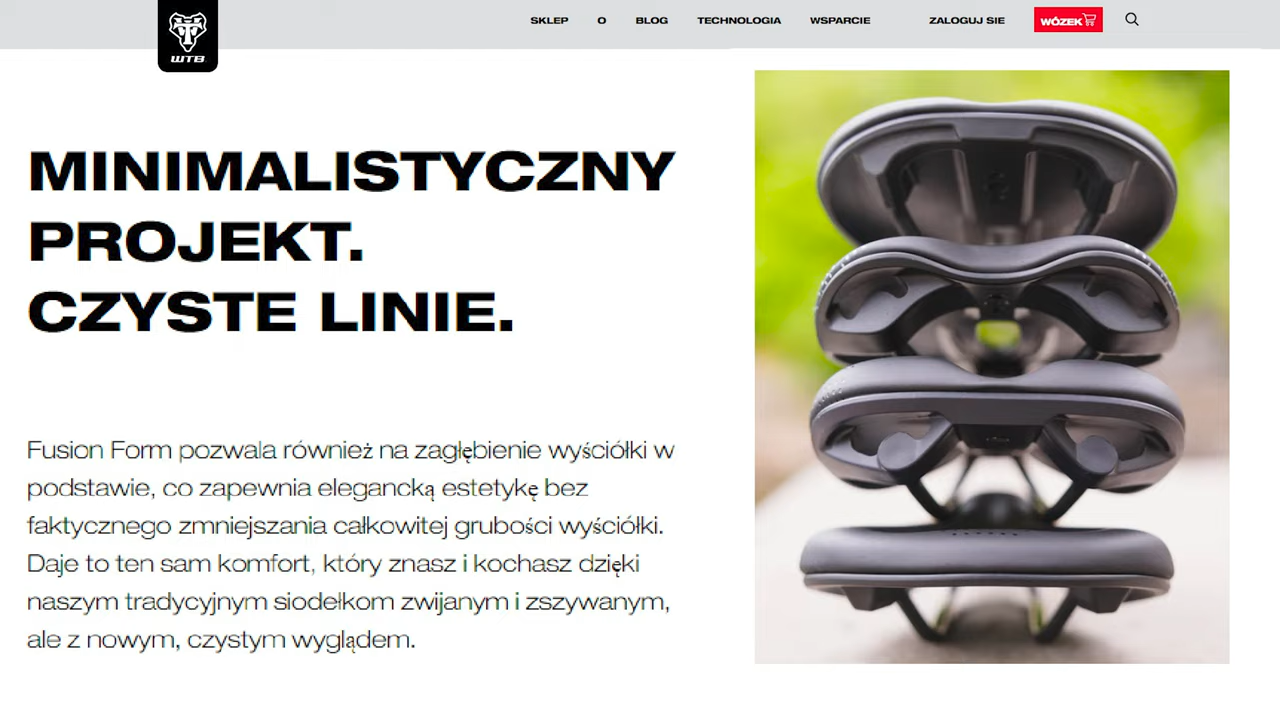 WTB
SKLEP O BLOG TECHNOLOGIA WSPARCIE ZALOGUJ SIE WÓZEK
MINIMALISTYCZNY
PROJEKT.
CZYSTE LINIE.
Fusion Form pozwala również na zagłębienie wyściółki w
podstawie, co zapewnia elegancką estetykę bez
faktycznego zmniejszania całkowitej grubości wyściółki.
Daje to ten sam komfort, który znasz i kochasz dzięki
naszym tradycyjnym siodełkom zwijanym i zszywanym,
ale z nowym, czystym wyglądem.